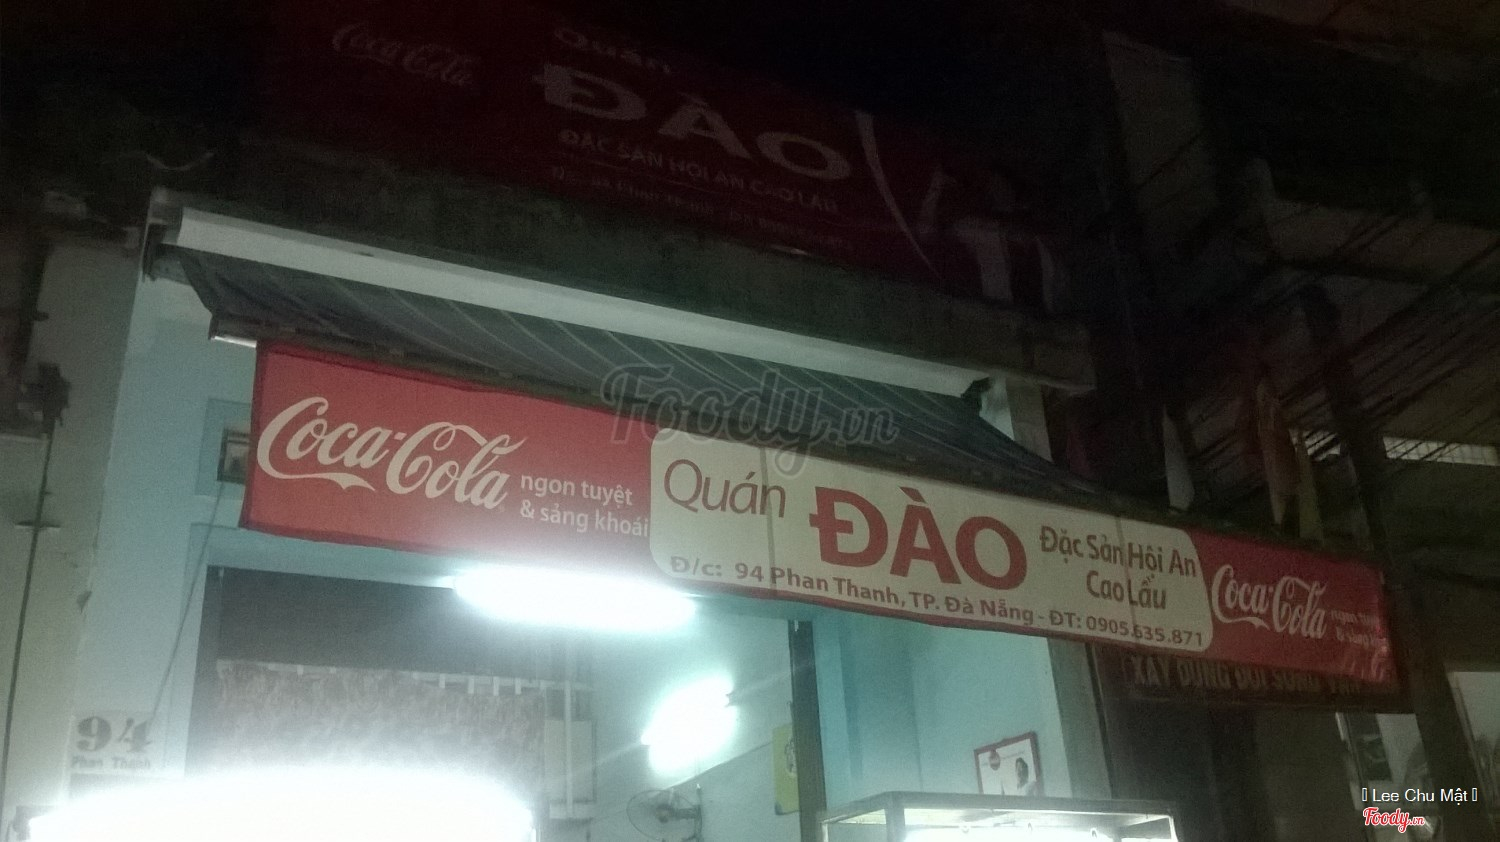 Coca-Cola
Quán
ĐÀO
ĐẶC SẢN HỘI AN CAO LẦU
Foody.vn
Coca-Cola
ngon tuyệt
& sảng khoái
Quán ĐÀO
Đặc Sản Hội An
Cao Lầu
Đ/c: 94 Phan Thanh, TP. Đà Nẵng - ĐT: 0905.635.871
Coca-Cola
94
Phan Thanh
Lee Chu Mật
Foody.vn